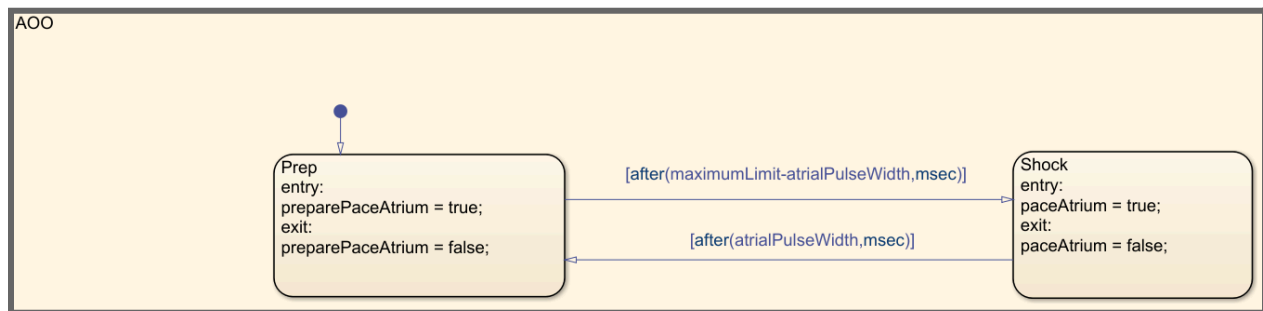 AOO
Prep
entry:
preparePaceAtrium = true;
exit:
preparePaceAtrium = false;
[after(maximumLimit-atrialPulseWidth,msec)]
[after(atrialPulseWidth,msec)]
Shock
entry:
paceAtrium = true;
exit:
paceAtrium = false;